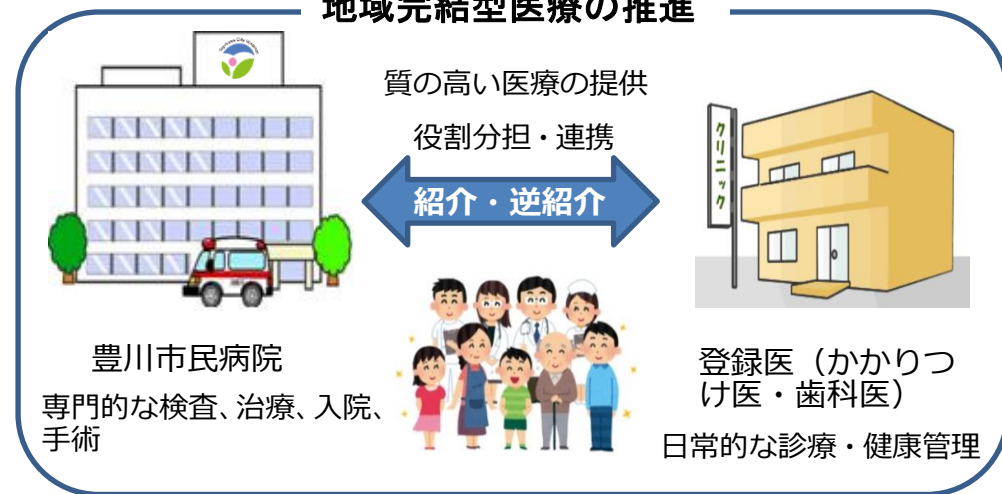 地域完結型医療の推進
質の高い医療の提供
役割分担・連携
紹介・逆紹介
クリニック
豊川市民病院
専門的な検査、治療、入院、
手術
登録医（かかりつ
け医・歯科医）
日常的な診療・健康管理